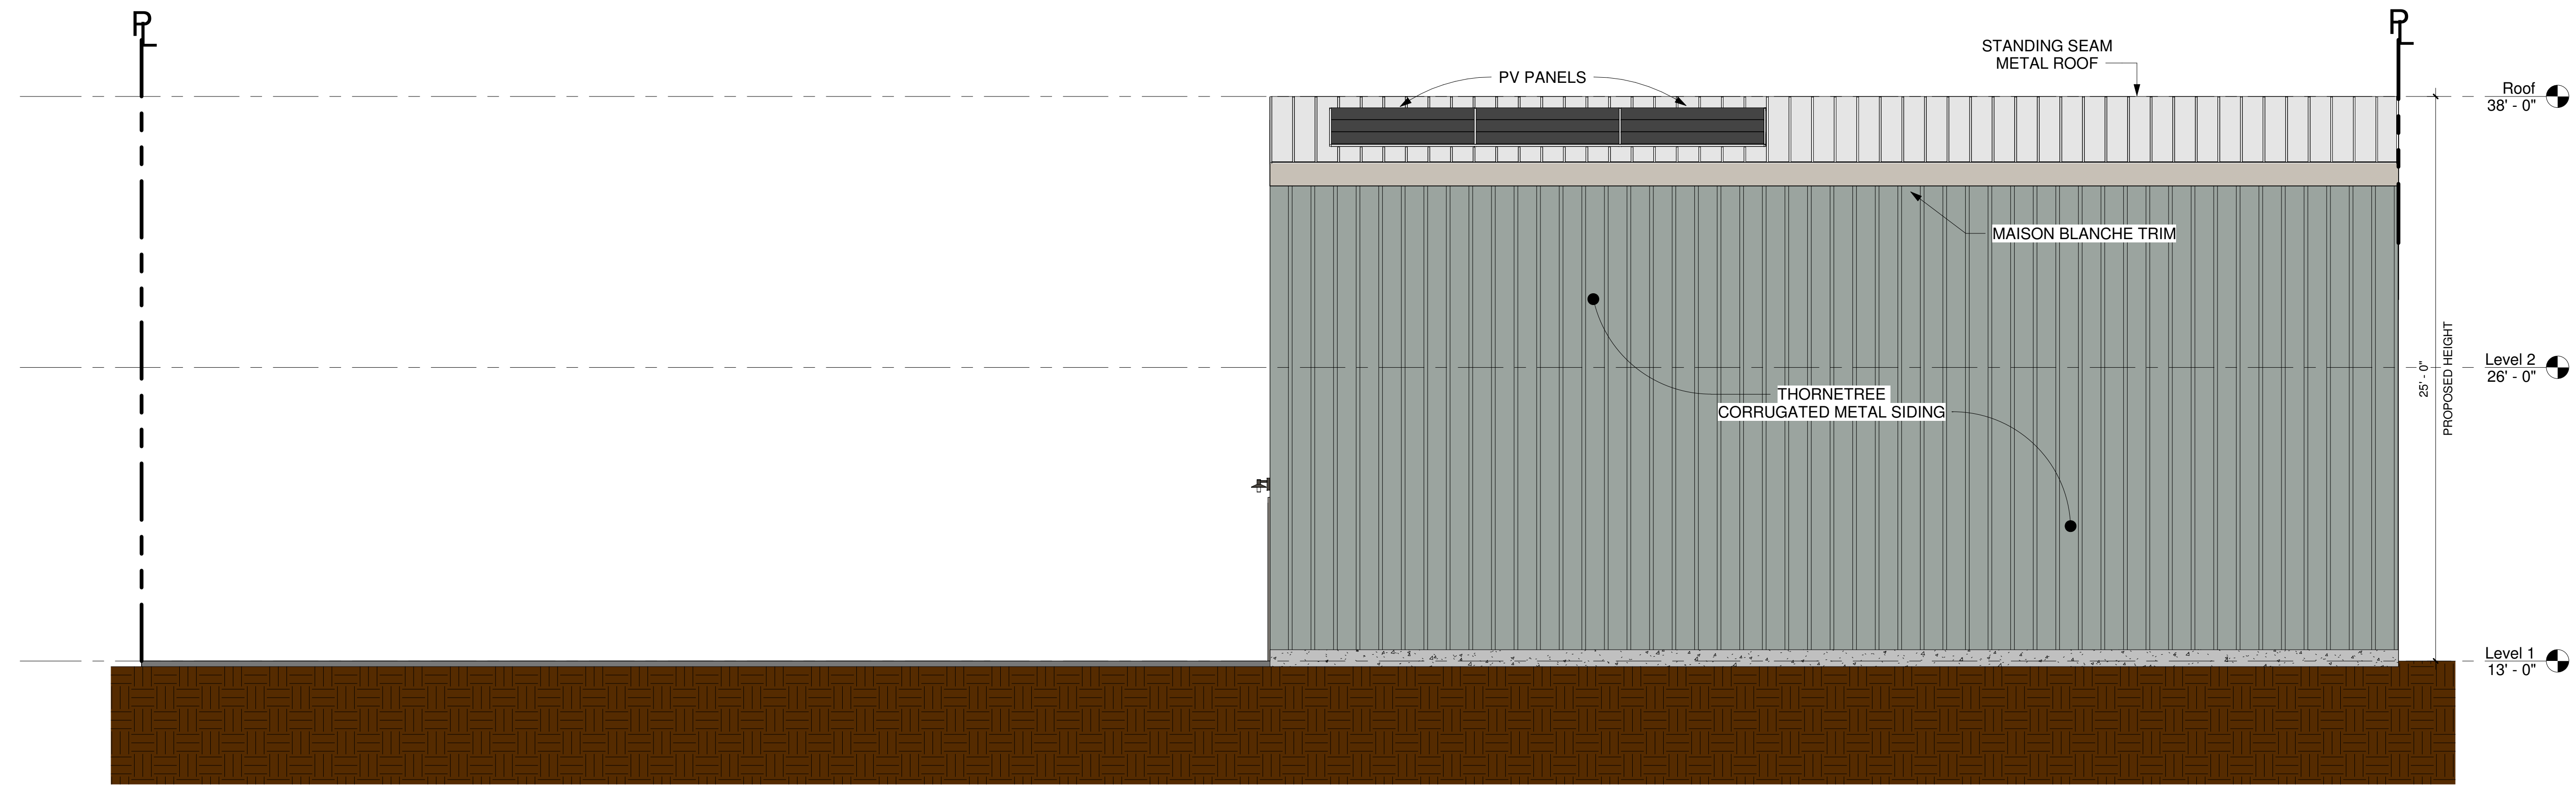 PL
PL
STANDING SEAM
METAL ROOF
PV PANELS
Roof
38' - 0"
MAISON BLANCHE TRIM
Level 2
26' - 0"
25' - 0"
PROPOSED HEIGHT
THORNETREE
CORRUGATED METAL SIDING
Level 1
13' - 0"